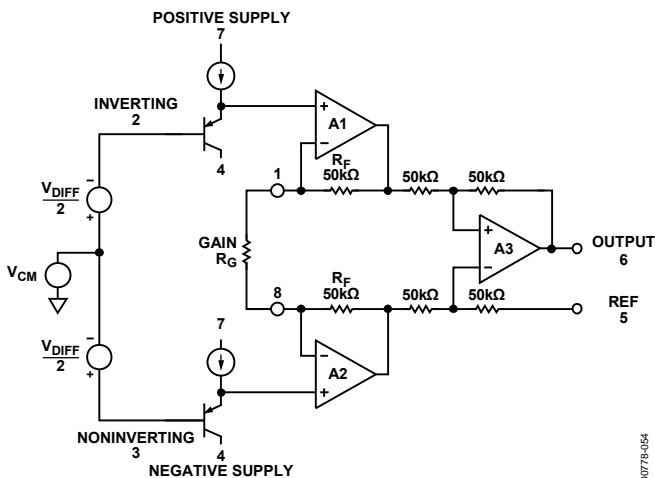 POSITIVE SUPPLY
7
INVERTING
2
4
A1
+
−
1
R_F
50kΩ
50kΩ
50kΩ
V_DIFF
2
−
+
V_CM
GAIN
R_G
+
−
A3
OUTPUT
6
8
R_F
50kΩ
50kΩ
50kΩ
REF
5
V_DIFF
2
−
+
7
−
+
A2
NONINVERTING
3
4
NEGATIVE SUPPLY
00778-054